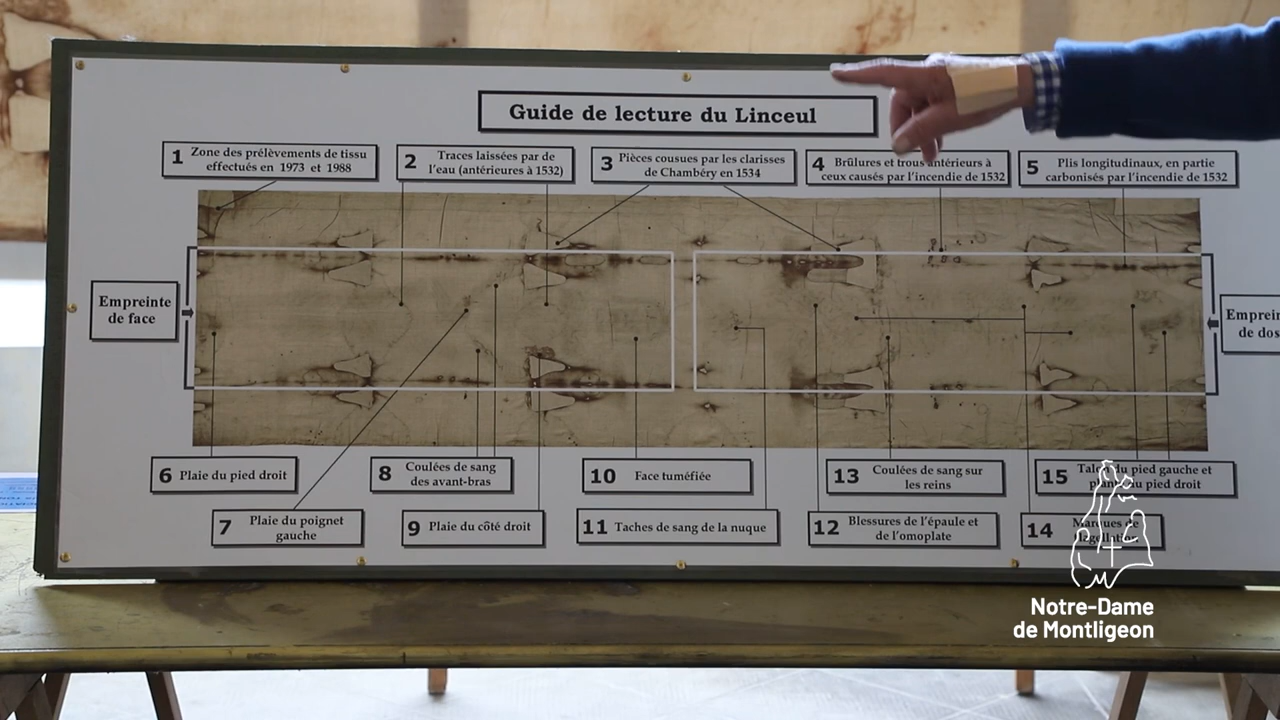 Guide de lecture du Linceul
1 Zone des prélèvements de tissu
effectués en 1973 et 1988
2 Traces laissées par de
l'eau (antérieures à 1532)
3 Pièces cousues par les clarisses
de Chambéry en 1534
4 Brûlures et trous antérieurs à
ceux causés par l'incendie de 1532
5 Plis longitudinaux, en partie
carbonisés par l'incendie de 1532
Empreinte
de face
Emprein
de dos
6 Plaie du pied droit
8 Coulées de sang
des avant-bras
10 Face tuméfiée
13 Coulées de sang sur
les reins
15 Talon du pied gauche et
plante du pied droit
7 Plaie du poignet
gauche
9 Plaie du côté droit
11 Taches de sang de la nuque
12 Blessures de l'épaule et
de l'omoplate
14 Marques de
flagellation
Notre-Dame
de Montligeon